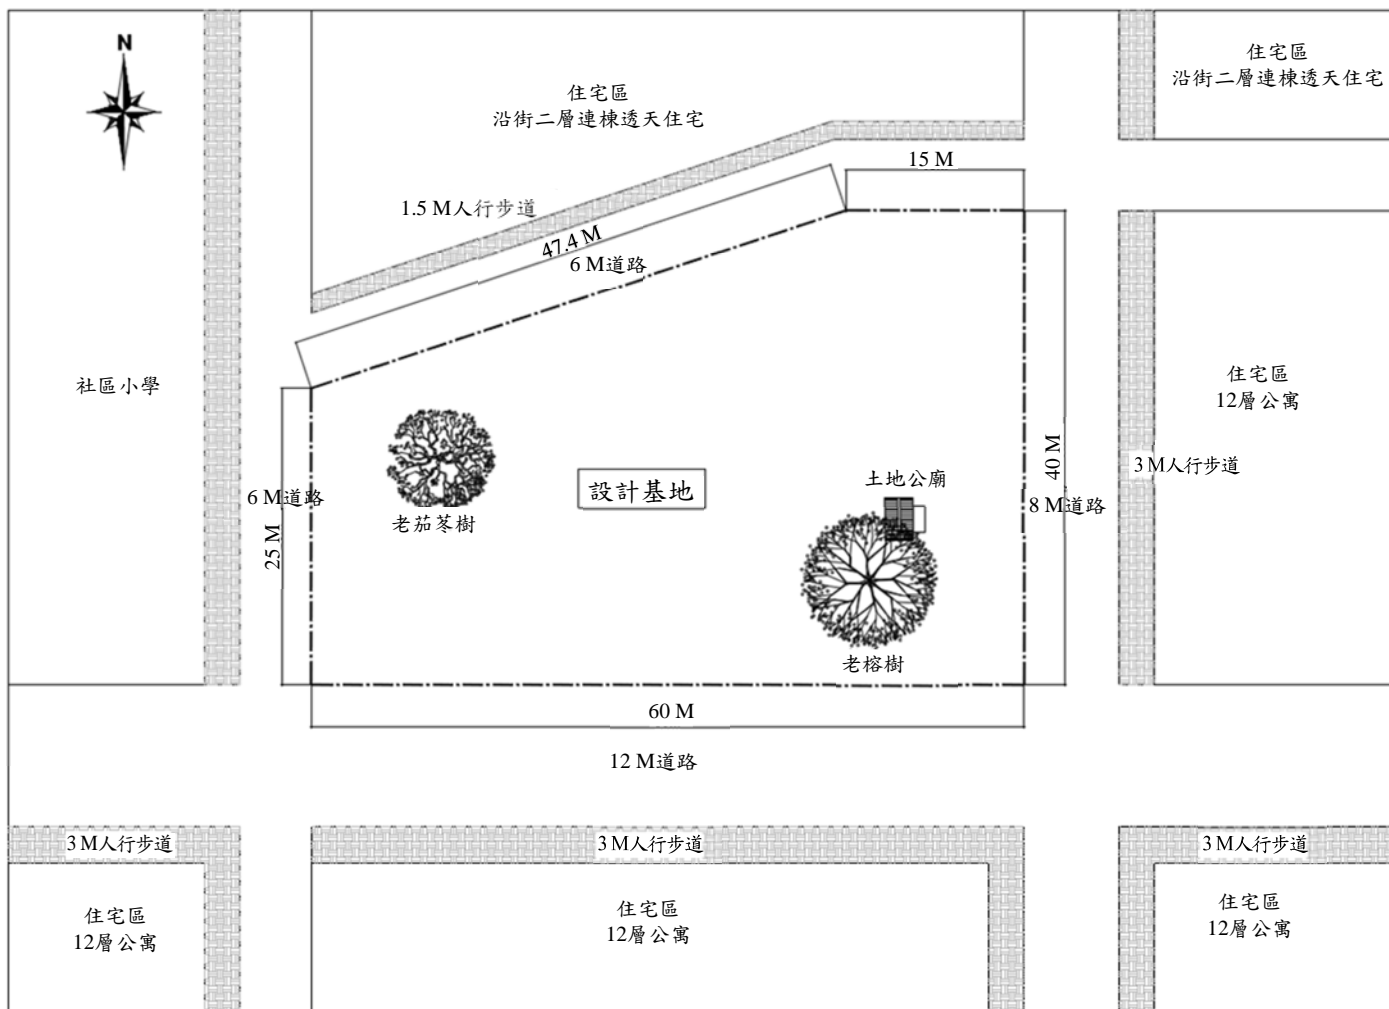 N
住宅區
沿街二層連棟透天住宅
住宅區
沿街二層連棟透天住宅
15 M
1.5 M人行步道
47.4 M
6 M道路
社區小學
住宅區
12層公寓
40 M
3 M人行步道
土地公廟
設計基地
6 M道路
8 M道路
老茄苳樹
25 M
老榕樹
60 M
12 M道路
3 M人行步道
3 M人行步道
3 M人行步道
住宅區
12層公寓
住宅區
12層公寓
住宅區
12層公寓